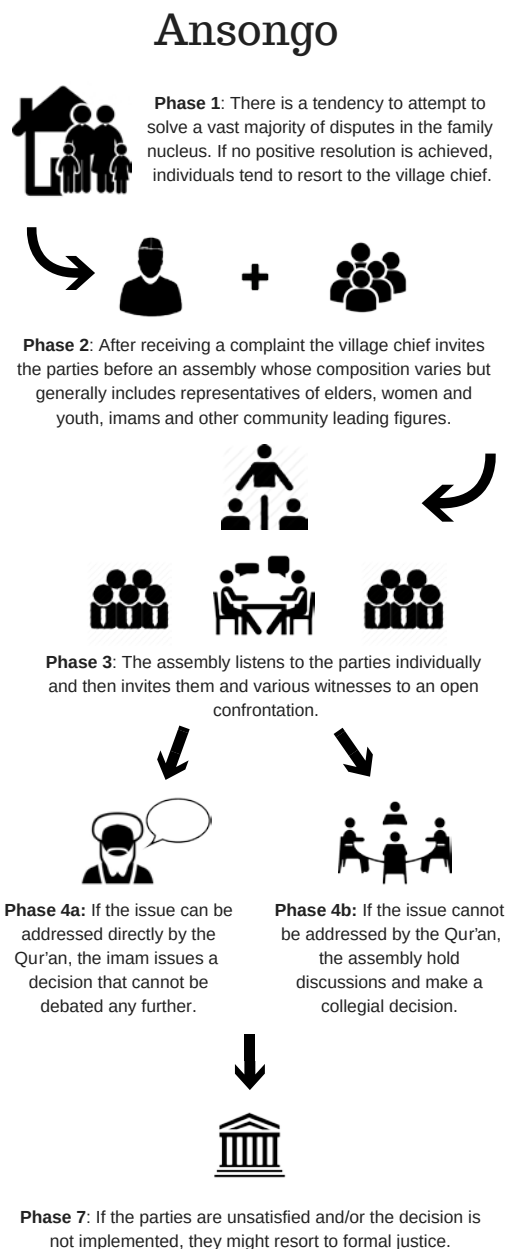 Ansongo
Phase 1: There is a tendency to attempt to
solve a vast majority of disputes in the family
nucleus. If no positive resolution is achieved,
individuals tend to resort to the village chief.
Phase 2: After receiving a complaint the village chief invites
the parties before an assembly whose composition varies but
generally includes representatives of elders, women and
youth, imams and other community leading figures.
Phase 3: The assembly listens to the parties individually
and then invites them and various witnesses to an open
confrontation.
Phase 4a: If the issue can be
addressed directly by the
Qur'an, the imam issues a
decision that cannot be
debated any further.
Phase 4b: If the issue cannot
be addressed by the Qur'an,
the assembly hold
discussions and make a
collegial decision.
Phase 7: If the parties are unsatisfied and/or the decision is
not implemented, they might resort to formal justice.